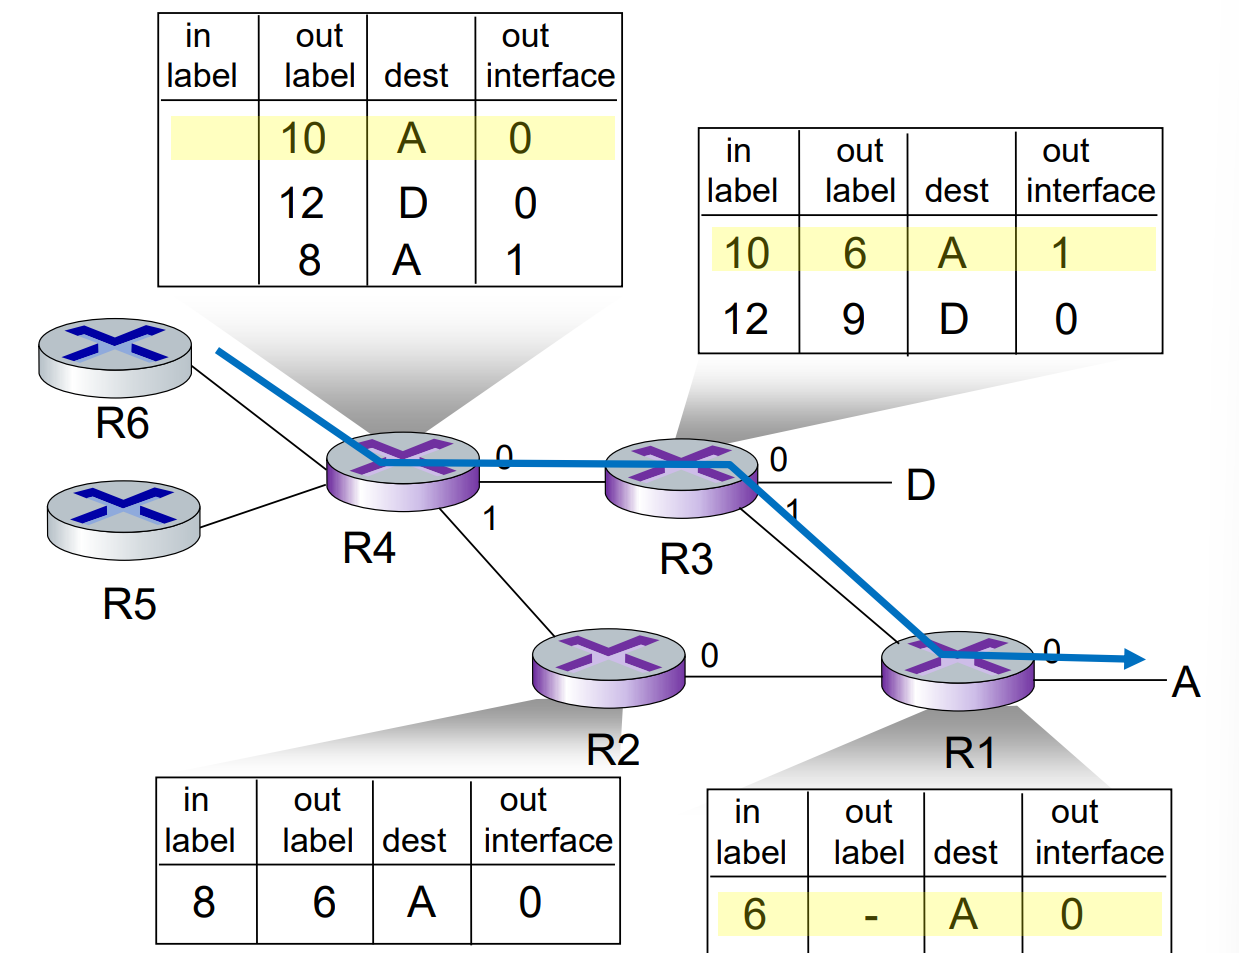 in out out
label label dest interface
10 A 0
12 D 0
8 A 1
in out out
label label dest interface
10 6 A 1
12 9 D 0
R6
R5
R4
0
1
R3
0
1
D
R2
0
R1
0
A
in out out
label label dest interface
8 6 A 0
in out out
label label dest interface
6 - A 0